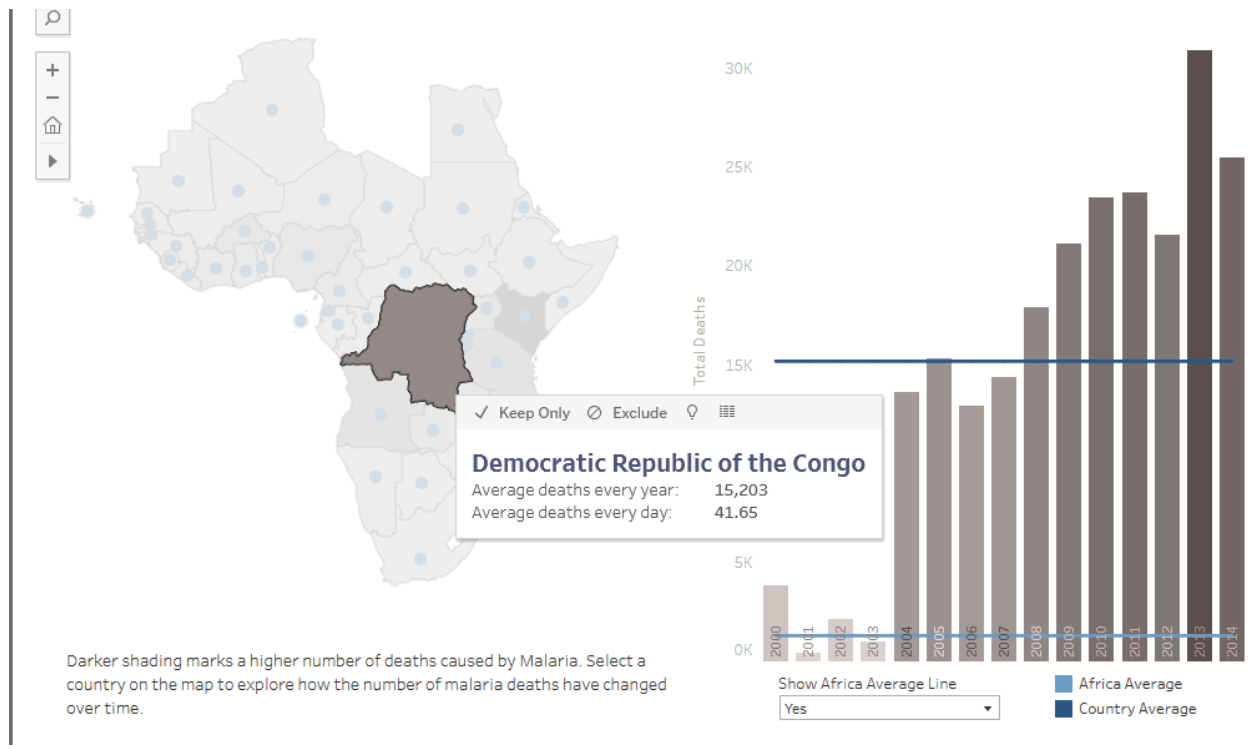 30K
25K
20K
Total Deaths
15K
Keep Only Exclude
Democratic Republic of the Congo
Average deaths every year: 15,203
Average deaths every day: 41.65
5K
0K
2000 2001 2002 2003 2004 2005 2006 2007 2008 2009 2010 2011 2012 2013 2014
Darker shading marks a higher number of deaths caused by Malaria. Select a
country on the map to explore how the number of malaria deaths have changed
over time.
Show Africa Average Line
Yes
Africa Average
Country Average